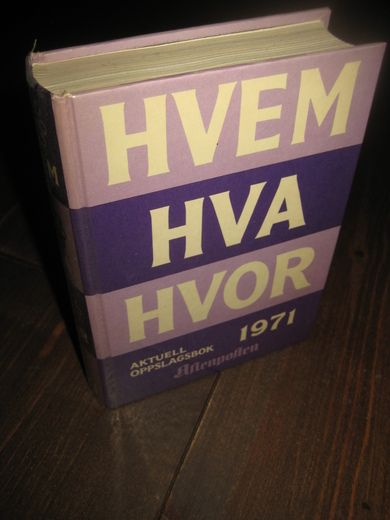 HVEM
HVA
HVOR
1971
AKTUELL
OPPSLAGSBOK
Aftenposten